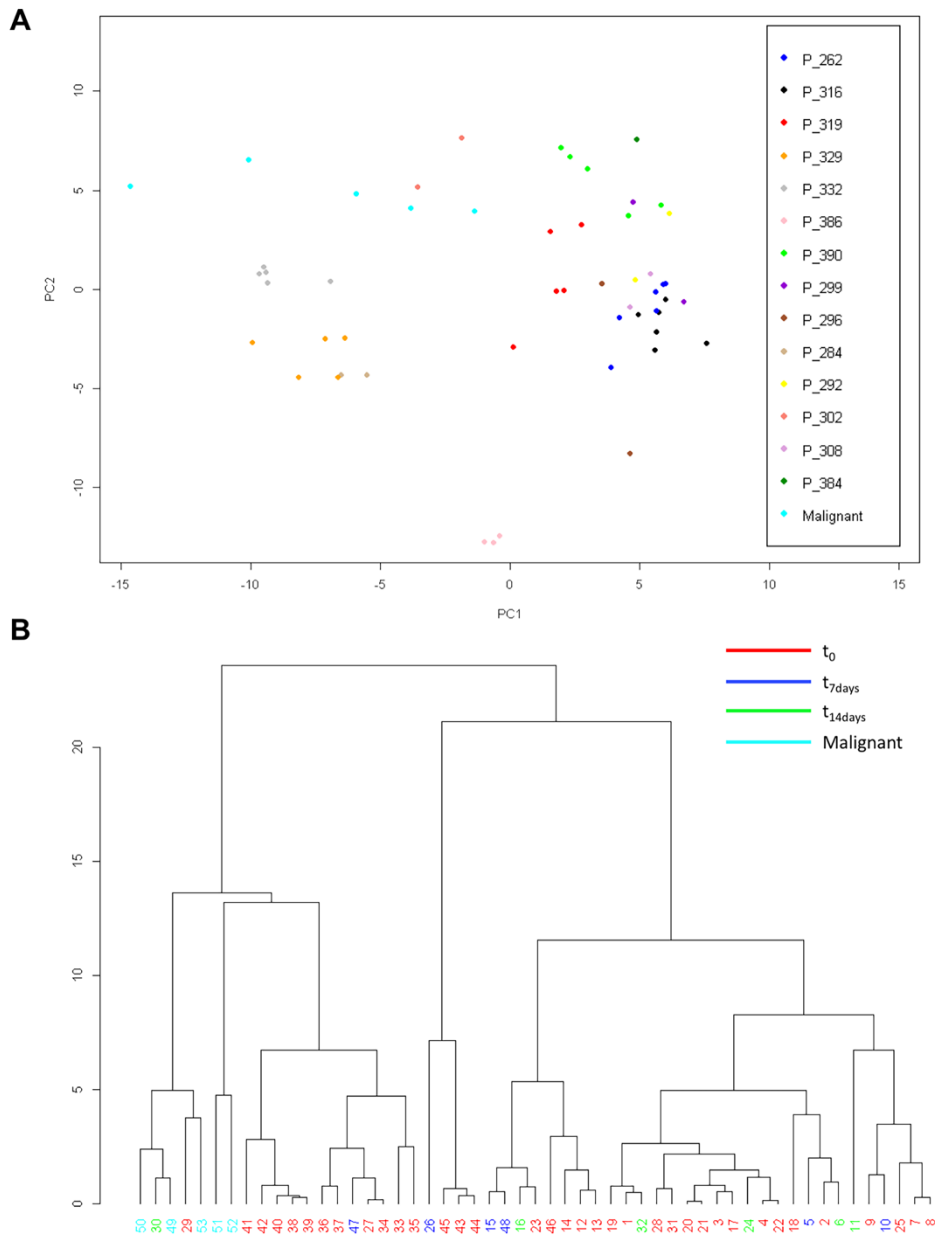 A
P_262
P_316
P_319
P_329
P_332
P_386
P_390
P_299
P_296
P_284
P_292
P_302
P_308
P_384
Malignant
10
5
0
-5
-10
PC2
-15 -10 -5 0 5 10 15
PC1
B
t0
t7days
t14days
Malignant
20
15
10
5
0
50 30 49 29 53 51 52 41 42 40 38 39 36 37 47 27 34 33 35 26 45 43 44 15 48 16 23 46 14 12 13 19 1 32 28 31 20 21 3 17 24 4 22 18 5 2 6 11 9 10 25 7 8